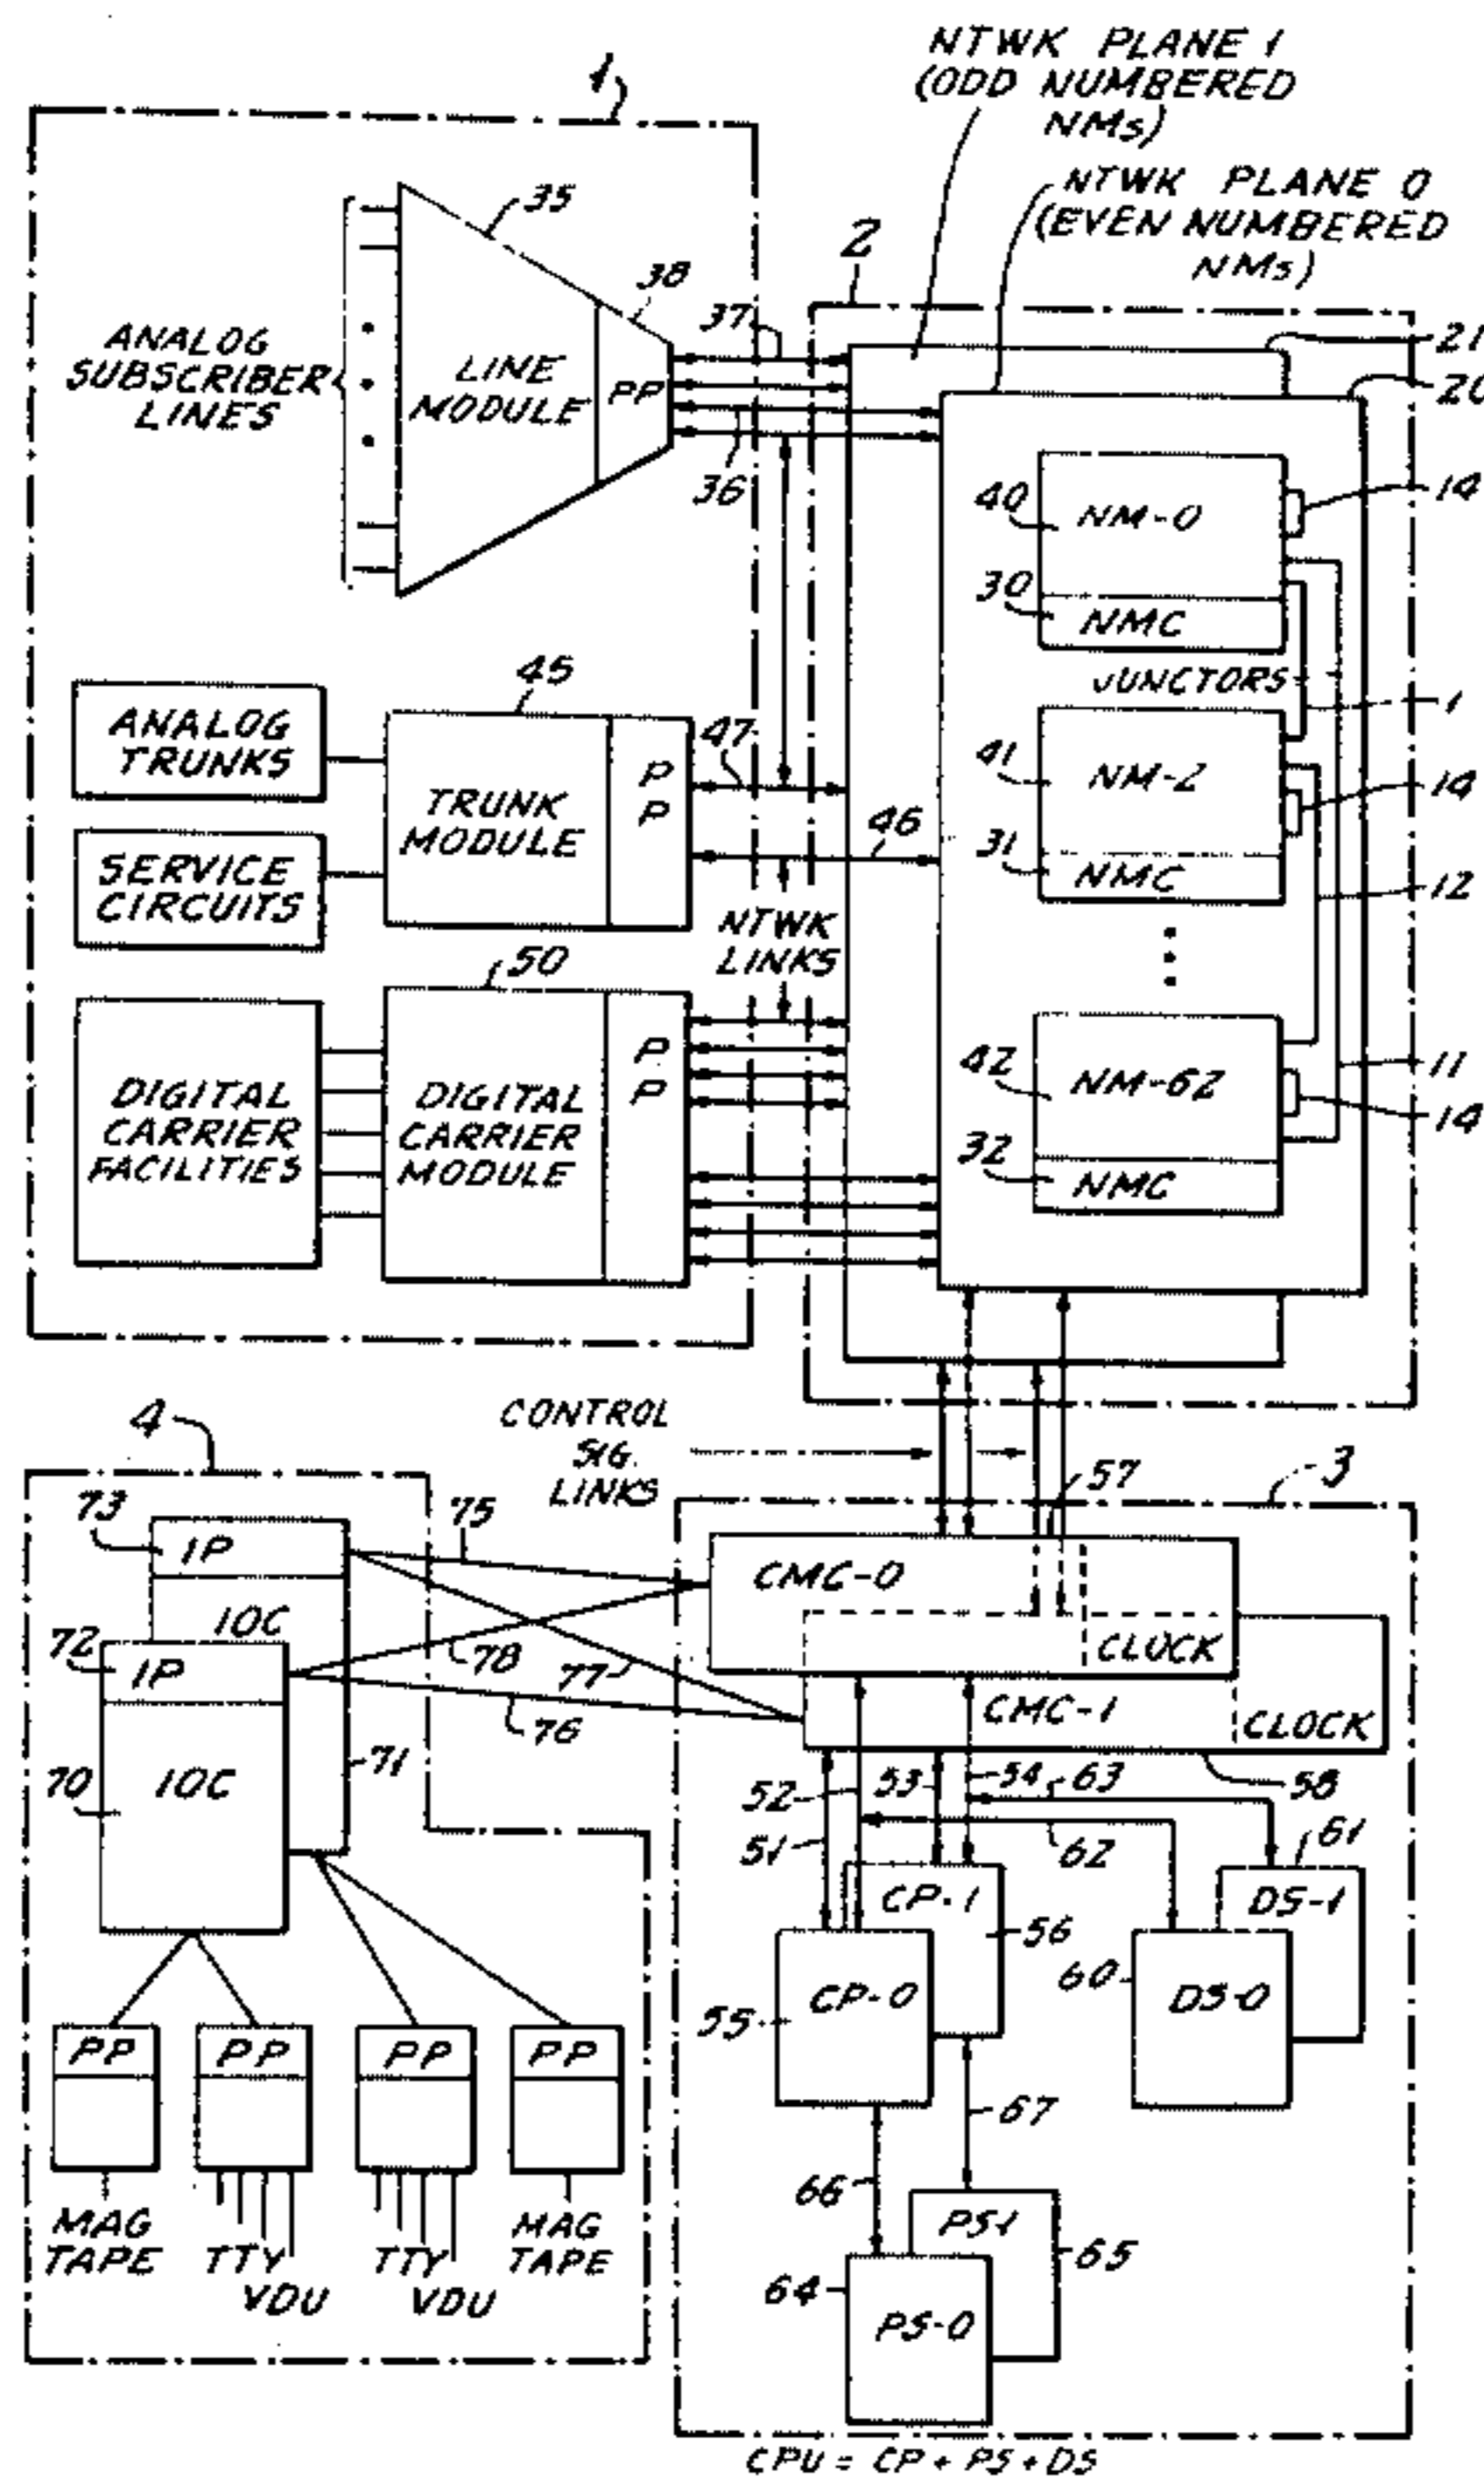 NTWK PLANE 1
(ODD NUMBERED
NMs)
NTWK PLANE 0
(EVEN NUMBERED
NMs)
1
2
35
38
37
36
ANALOG
SUBSCRIBER
LINES
LINE
MODULE
PP
21
20
40
NM-0
14
30
NMC
JUNCTORS
1
41
NM-2
14
31
NMC
12
42
NM-62
11
14
32
NMC
45
ANALOG
TRUNKS
TRUNK
MODULE
P
P
47
46
SERVICE
CIRCUITS
NTWK
LINKS
50
DIGITAL
CARRIER
FACILITIES
DIGITAL
CARRIER
MODULE
P
P
4
CONTROL
SIG.
LINKS
57
3
73
IP
75
IOC
72
IP
78
77
76
70
IOC
71
CMC-0
CLOCK
CMC-1
CLOCK
58
52
53
54
63
51
62
61
CP-1
56
DS-1
55
CP-0
60
DS-0
67
66
PS1
65
64
PS-0
PP
PP
PP
PP
MAG
TAPE
TTY
VDU
TTY
VDU
MAG
TAPE
CPU = CP + PS + DS